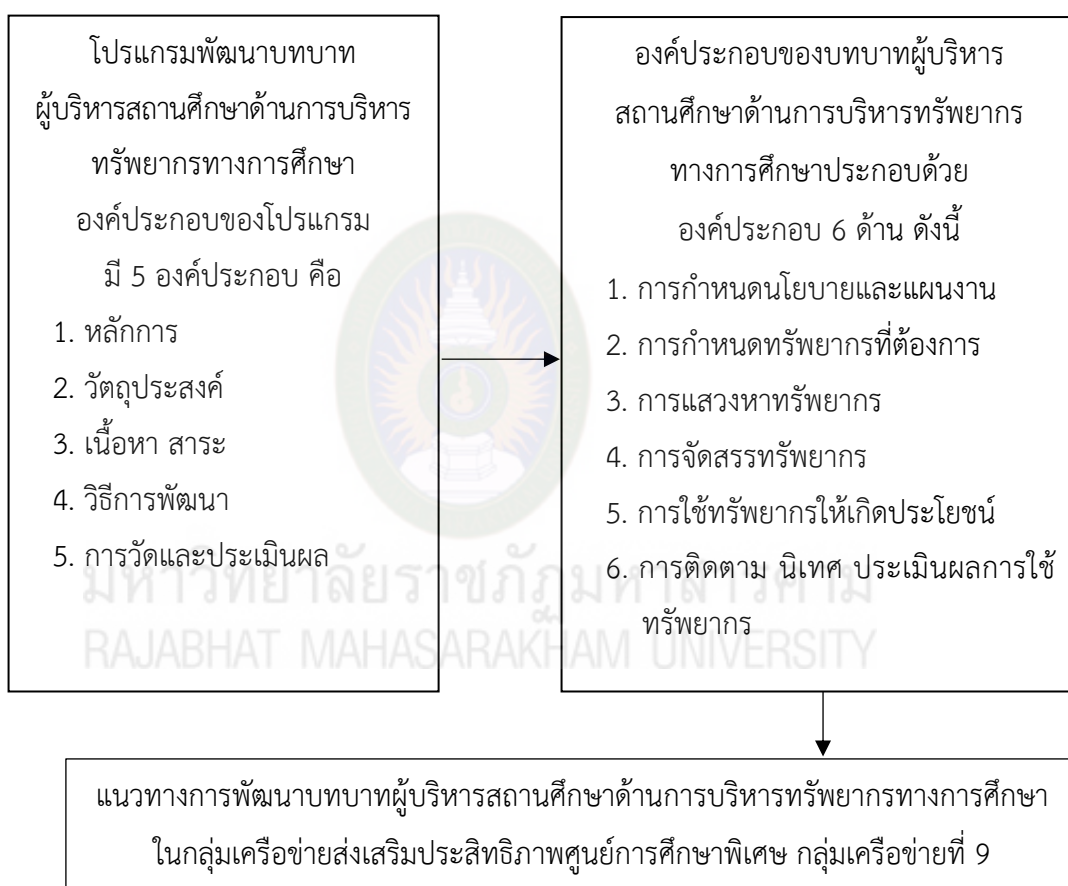 โปรแกรมพัฒนาบทบาท
ผู้บริหารสถานศึกษาด้านการบริหาร
ทรัพยากรทางการศึกษา
องค์ประกอบของโปรแกรม
มี 5 องค์ประกอบ คือ
1. หลักการ
2. วัตถุประสงค์
3. เนื้อหา สาระ
4. วิธีการพัฒนา
5. การวัดและประเมินผล
องค์ประกอบของบทบาทผู้บริหาร
สถานศึกษาด้านการบริหารทรัพยากร
ทางการศึกษาประกอบด้วย
องค์ประกอบ 6 ด้าน ดังนี้
1. การกำหนดนโยบายและแผนงาน
2. การกำหนดทรัพยากรที่ต้องการ
3. การแสวงหาทรัพยากร
4. การจัดสรรทรัพยากร
5. การใช้ทรัพยากรให้เกิดประโยชน์
6. การติดตาม นิเทศ ประเมินผลการใช้
ทรัพยากร
มหาวิทยาลัยราชภัฏมหาสารคาม
RAJABHAT MAHASARAKHAM UNIVERSITY
แนวทางการพัฒนาบทบาทผู้บริหารสถานศึกษาด้านการบริหารทรัพยากรทางการศึกษา
ในกลุ่มเครือข่ายส่งเสริมประสิทธิภาพศูนย์การศึกษาพิเศษ กลุ่มเครือข่ายที่ 9